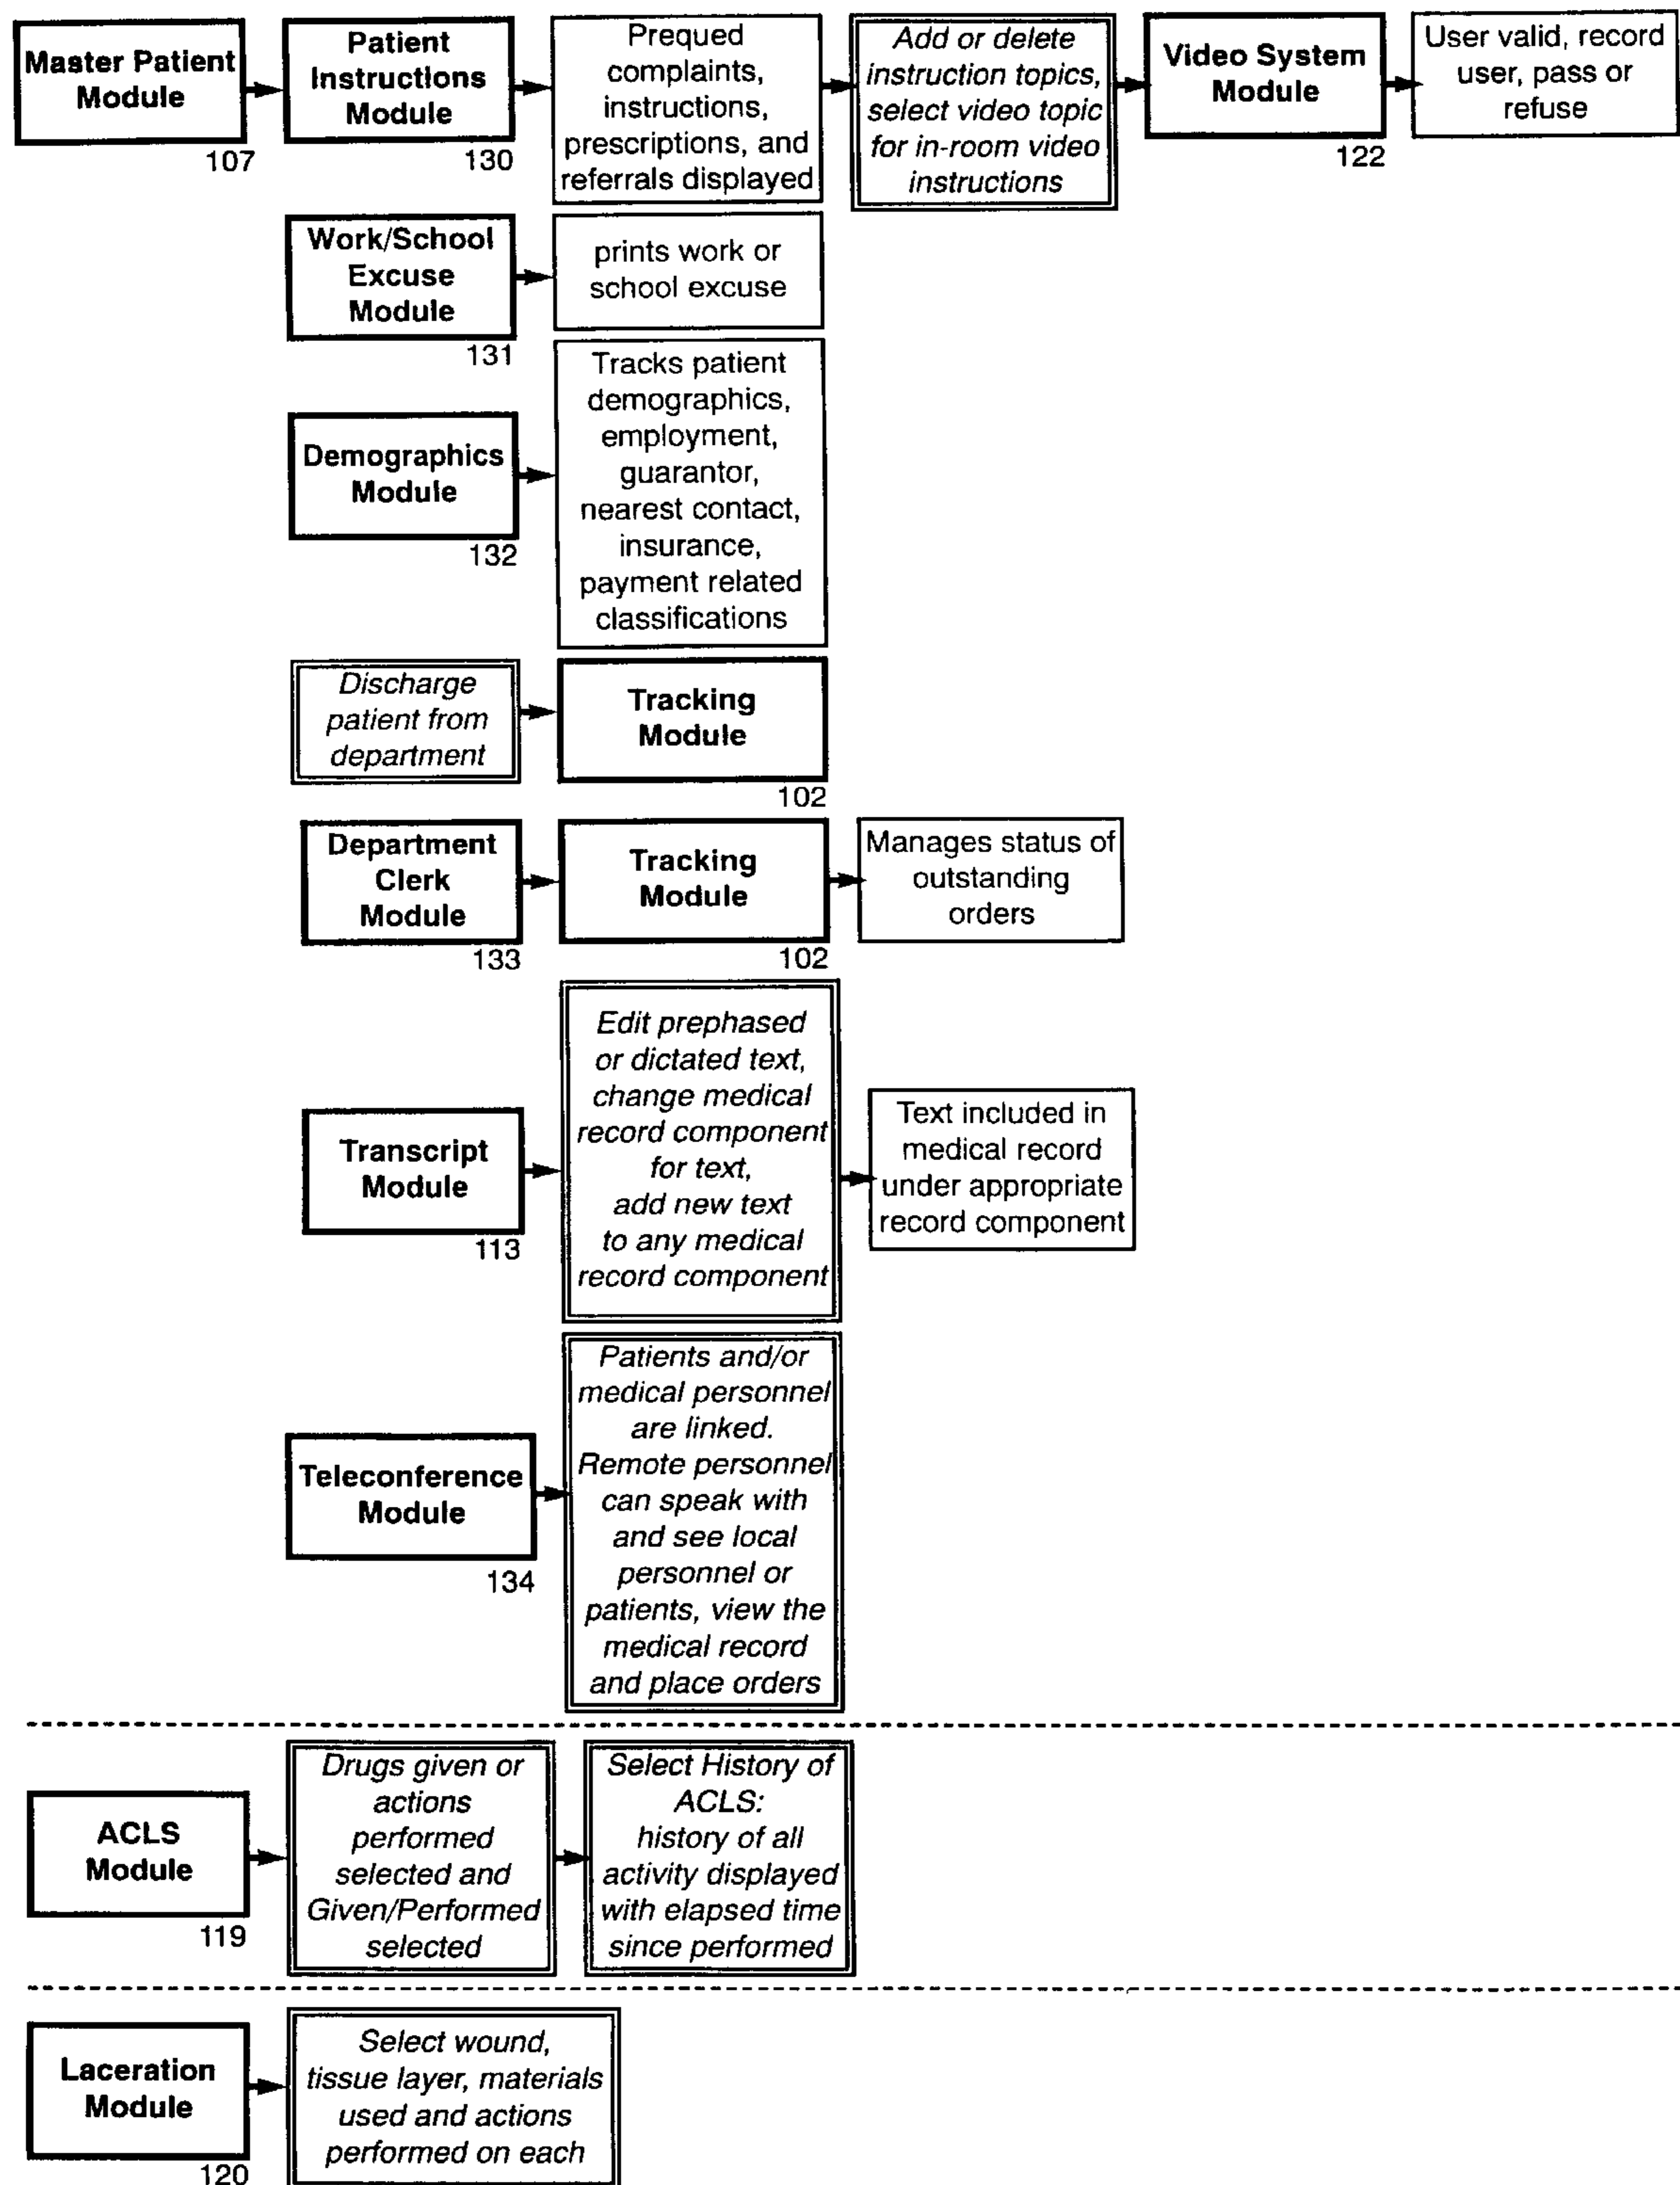 Master Patient
Module
107
Patient
Instructions
Module
130
Prequed
complaints,
instructions,
prescriptions, and
referrals displayed
Add or delete
instruction topics,
select video topic
for in-room video
instructions
Video System
Module
122
User valid, record
user, pass or
refuse
Work/School
Excuse
Module
131
prints work or
school excuse
Demographics
Module
132
Tracks patient
demographics,
employment,
guarantor,
nearest contact,
insurance,
payment related
classifications
Discharge
patient from
department
Tracking
Module
102
Department
Clerk
Module
133
Tracking
Module
102
Manages status of
outstanding
orders
Transcript
Module
113
Edit prephased
or dictated text,
change medical
record component
for text,
add new text
to any medical
record component
Text included in
medical record
under appropriate
record component
Teleconference
Module
134
Patients and/or
medical personnel
are linked.
Remote personnel
can speak with
and see local
personnel or
patients, view the
medical record
and place orders
ACLS
Module
119
Drugs given or
actions
performed
selected and
Given/Performed
selected
Select History of
ACLS:
history of all
activity displayed
with elapsed time
since performed
Laceration
Module
120
Select wound,
tissue layer, materials
used and actions
performed on each